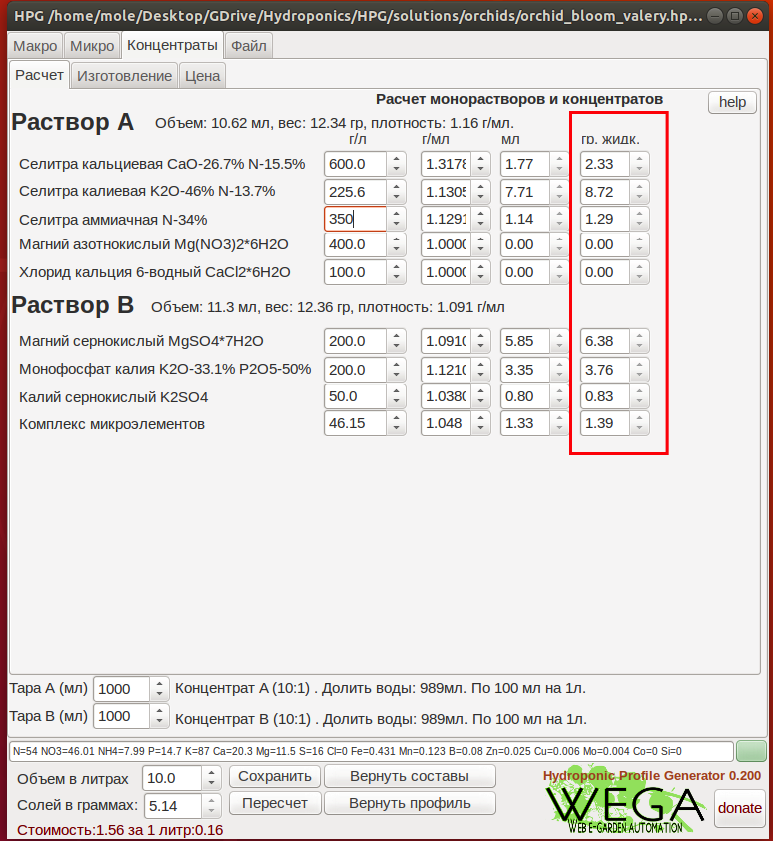 HPG /home/mole/Desktop/GDrive/Hydroponics/HPG/solutions/orchids/orchid_bloom_valery.hp...
Макро Микро Концентраты Файл
Расчет Изготовление Цена
Расчет монорастворов и концентратов help
Раствор А Объем: 10.62 мл, вес: 12.34 гр, плотность: 1.16 г/мл.
г/л г/мл мл гр. жидк.
Селитра кальциевая CaO-26.7% N-15.5% 600.0 1.3178 1.77 2.33
Селитра калиевая K2O-46% N-13.7% 225.6 1.1305 7.71 8.72
Селитра аммиачная N-34% 350 1.1291 1.14 1.29
Магний азотнокислый Mg(NO3)2*6H2O 400.0 1.0000 0.00 0.00
Хлорид кальция 6-водный CaCl2*6H2O 100.0 1.0000 0.00 0.00
Раствор В Объем: 11.3 мл, вес: 12.36 гр, плотность: 1.091 г/мл
Магний сернокислый MgSO4*7H2O 200.0 1.0910 5.85 6.38
Монофосфат калия K2O-33.1% P2O5-50% 200.0 1.1210 3.35 3.76
Калий сернокислый K2SO4 50.0 1.0380 0.80 0.83
Комплекс микроэлементов 46.15 1.048 1.33 1.39
Тара А (мл) 1000 Концентрат А (10:1) . Долить воды: 989мл. По 100 мл на 1л.
Тара В (мл) 1000 Концентрат В (10:1) . Долить воды: 989мл. По 100 мл на 1л.
N=54 NO3=46.01 NH4=7.99 P=14.7 K=87 Ca=20.3 Mg=11.5 S=16 Cl=0 Fe=0.431 Mn=0.123 B=0.08 Zn=0.025 Cu=0.006 Mo=0.004 Co=0 Si=0
Объем в литрах 10.0 Сохранить Вернуть составы Hydroponic Profile Generator 0.200
Солей в граммах: 5.14 Пересчет Вернуть профиль WEGA donate
WEB E-GARDEN AUTOMATION
Стоимость:1.56 за 1 литр:0.16